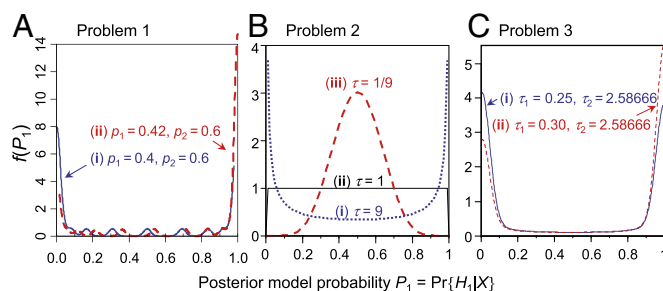 A Problem 1
B Problem 2
C Problem 3
f(P1)
14
12
10
8
6
4
2
0
(ii) p1 = 0.42, p2 = 0.6
(i) p1 = 0.4, p2 = 0.6
0.0 0.2 0.4 0.6 0.8 1.0
4
3
2
1
0
(iii) τ = 1/9
(ii) τ = 1
(i) τ = 9
0 0.2 0.4 0.6 0.8 1
5
4
3
2
1
0
(i) τ1 = 0.25, τ2 = 2.58666
(ii) τ1 = 0.30, τ2 = 2.58666
0 0.2 0.4 0.6 0.8 1
Posterior model probability P1 = Pr{H1|X}